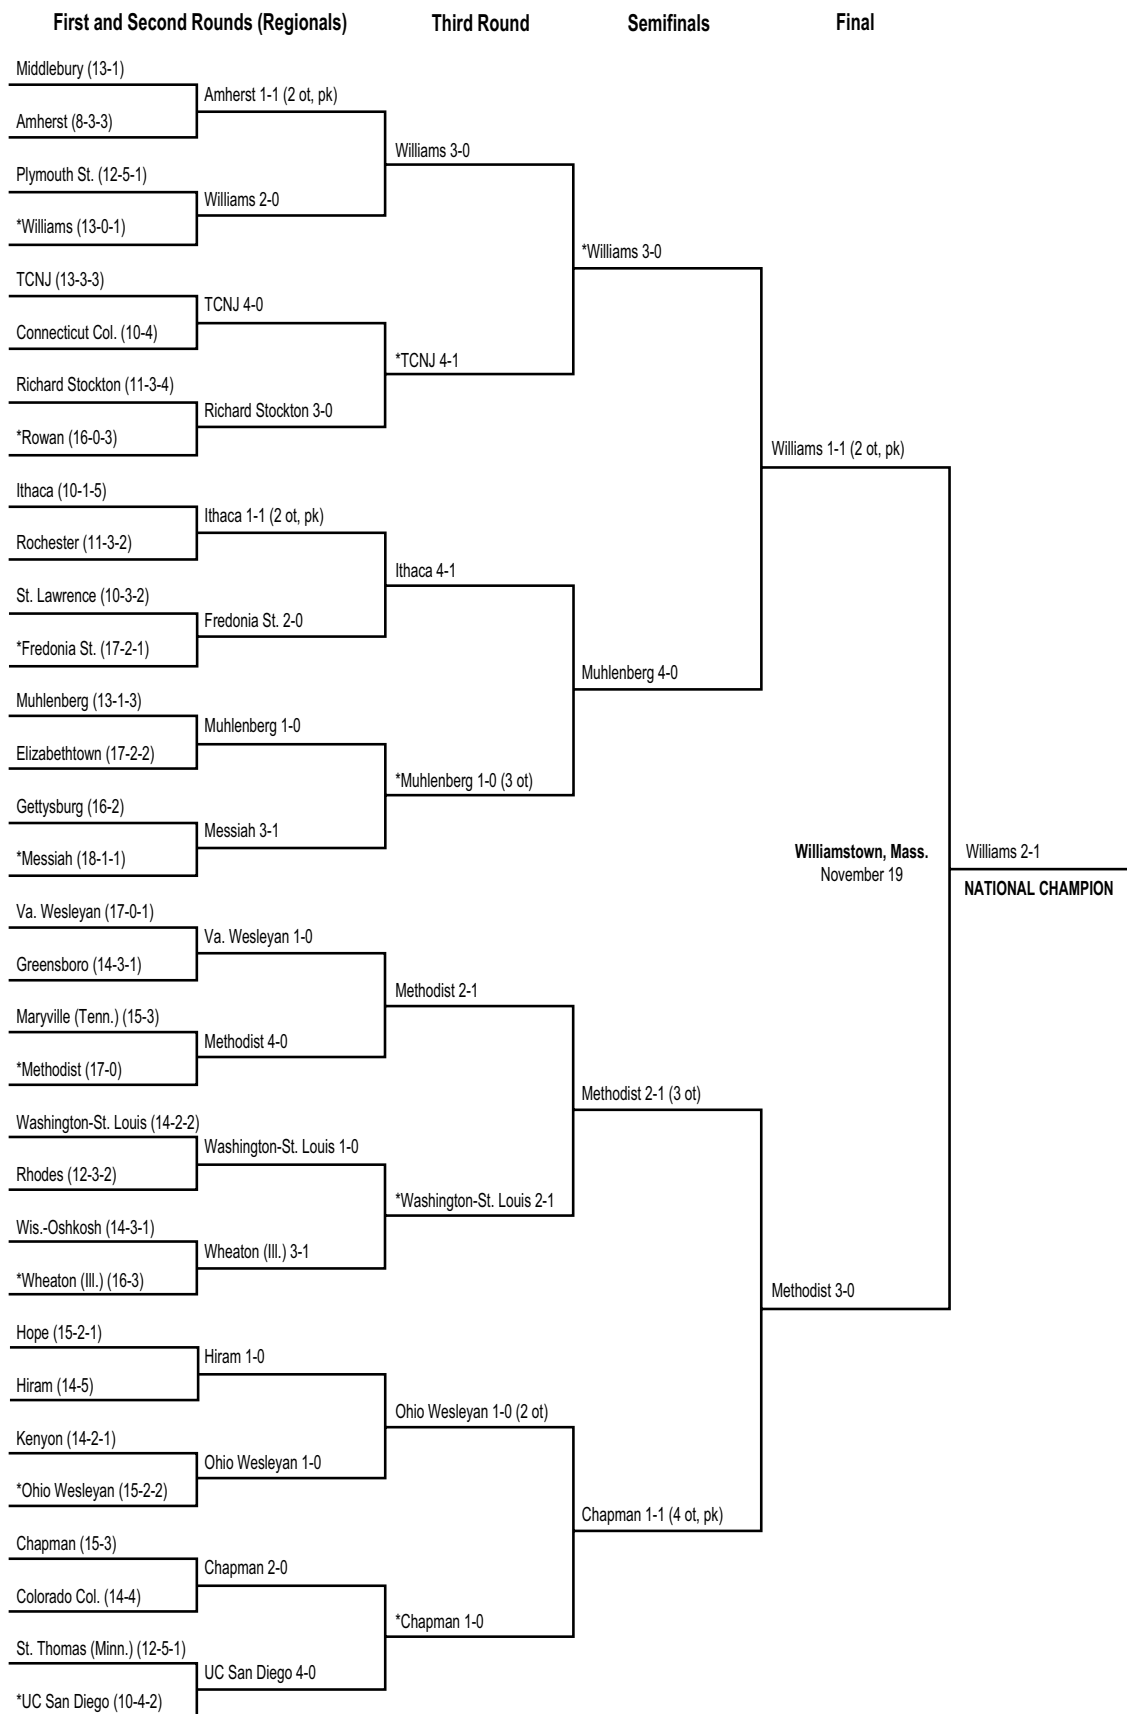 First and Second Rounds (Regionals)
Third Round
Semifinals
Final
Middlebury (13-1)
Amherst (8-3-3)
Plymouth St. (12-5-1)
*Williams (13-0-1)
TCNJ (13-3-3)
Connecticut Col. (10-4)
Richard Stockton (11-3-4)
*Rowan (16-0-3)
Ithaca (10-1-5)
Rochester (11-3-2)
St. Lawrence (10-3-2)
*Fredonia St. (17-2-1)
Muhlenberg (13-1-3)
Elizabethtown (17-2-2)
Gettysburg (16-2)
*Messiah (18-1-1)
Va. Wesleyan (17-0-1)
Greensboro (14-3-1)
Maryville (Tenn.) (15-3)
*Methodist (17-0)
Washington-St. Louis (14-2-2)
Rhodes (12-3-2)
Wis.-Oshkosh (14-3-1)
*Wheaton (Ill.) (16-3)
Hope (15-2-1)
Hiram (14-5)
Kenyon (14-2-1)
*Ohio Wesleyan (15-2-2)
Chapman (15-3)
Colorado Col. (14-4)
St. Thomas (Minn.) (12-5-1)
*UC San Diego (10-4-2)
Amherst 1-1 (2 ot, pk)
Williams 2-0
TCNJ 4-0
Richard Stockton 3-0
Ithaca 1-1 (2 ot, pk)
Fredonia St. 2-0
Muhlenberg 1-0
Messiah 3-1
Va. Wesleyan 1-0
Methodist 4-0
Washington-St. Louis 1-0
Wheaton (Ill.) 3-1
Hiram 1-0
Ohio Wesleyan 1-0
Chapman 2-0
UC San Diego 4-0
Williams 3-0
*TCNJ 4-1
Ithaca 4-1
*Muhlenberg 1-0 (3 ot)
Methodist 2-1
*Washington-St. Louis 2-1
Ohio Wesleyan 1-0 (2 ot)
*Chapman 1-0
*Williams 3-0
Muhlenberg 4-0
Methodist 2-1 (3 ot)
Chapman 1-1 (4 ot, pk)
Williams 1-1 (2 ot, pk)
Methodist 3-0
Williamstown, Mass.
November 19
Williams 2-1
NATIONAL CHAMPION